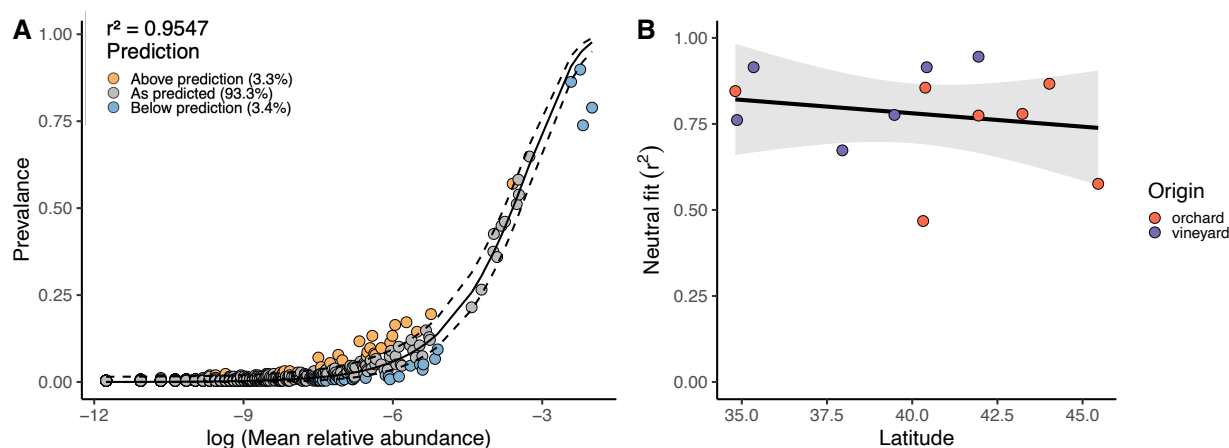 A
r² = 0.9547
Prediction
Above prediction (3.3%)
As predicted (93.3%)
Below prediction (3.4%)
Prevalance
1.00
0.75
0.50
0.25
0.00
−12
−9
−6
−3
log (Mean relative abundance)
B
Neutral fit (r²)
1.00
0.75
0.50
0.25
0.00
35.0
37.5
40.0
42.5
45.0
Latitude
Origin
orchard
vineyard